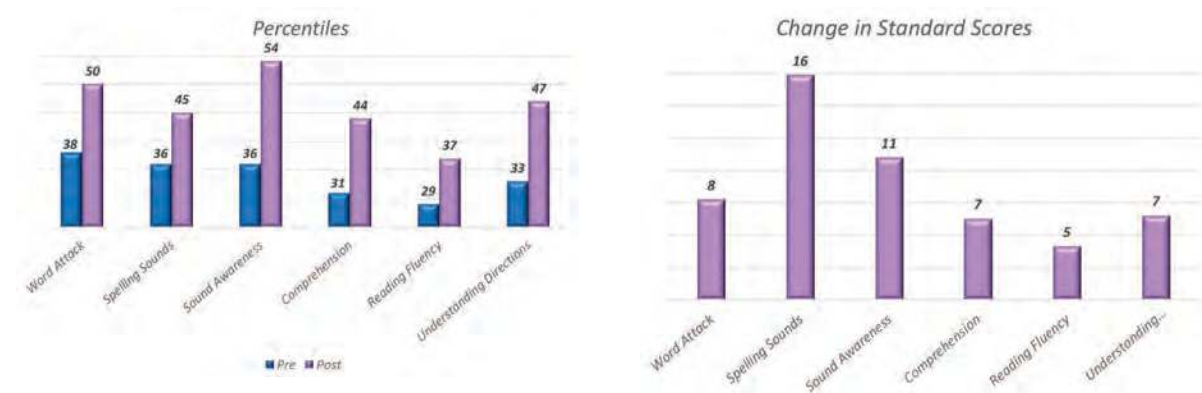 Percentiles
54
50
47
45
44
38
36
36
37
33
31
29
Word Attack
Spelling Sounds
Sound Awareness
Comprehension
Reading Fluency
Understanding Directions
Pre Post
Change in Standard Scores
16
11
8
7
7
5
Word Attack
Spelling Sounds
Sound Awareness
Comprehension
Reading Fluency
Understanding...